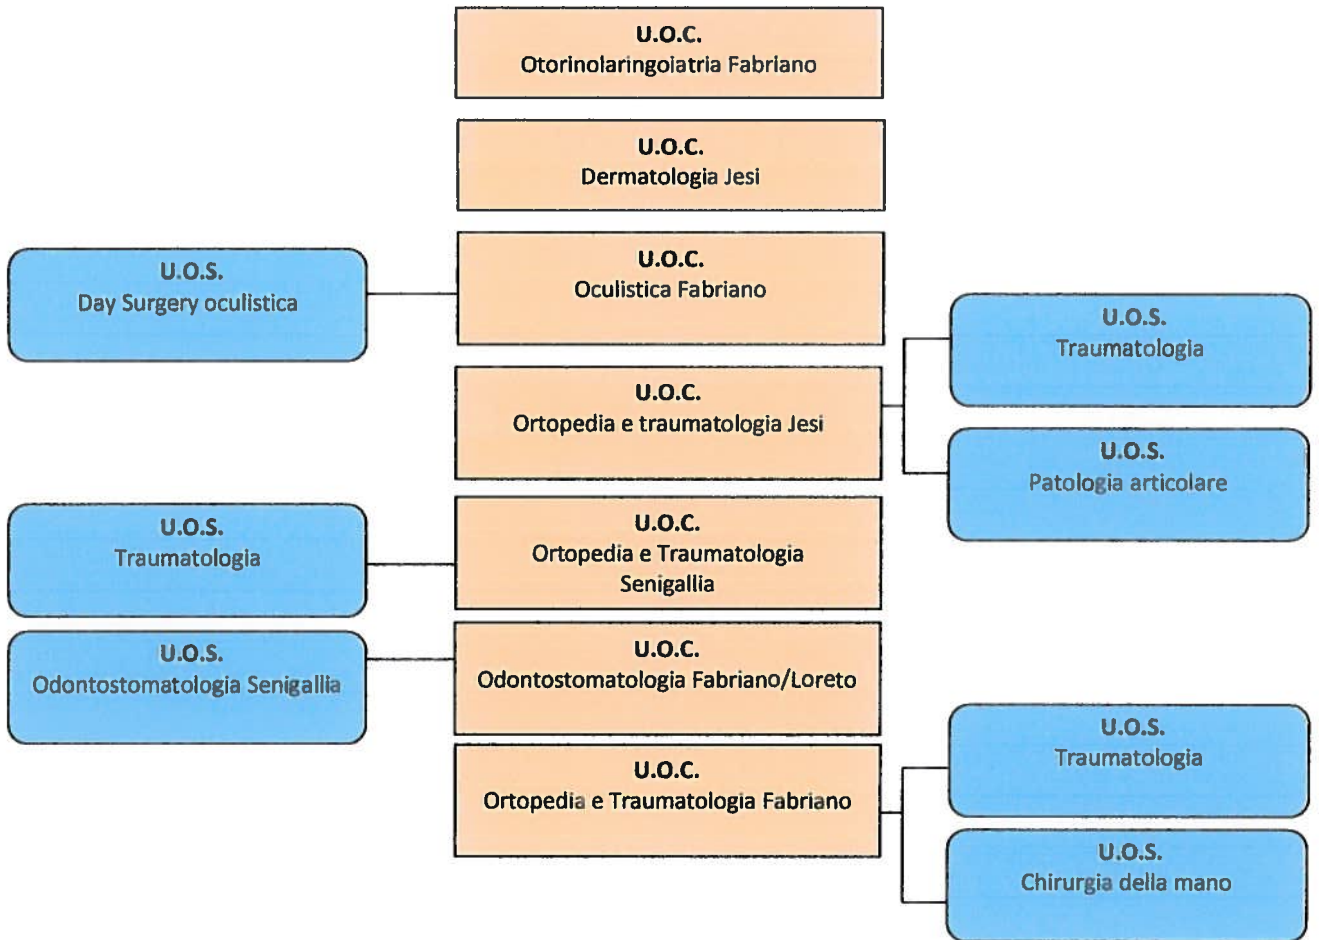 U.O.C.
Otorinolaringoiatria Fabriano
U.O.C.
Dermatologia Jesi
U.O.S.
Day Surgery oculistica
U.O.C.
Oculistica Fabriano
U.O.C.
Ortopedia e traumatologia Jesi
U.O.S.
Traumatologia
U.O.S.
Patologia articolare
U.O.S.
Traumatologia
U.O.C.
Ortopedia e Traumatologia
Senigallia
U.O.S.
Odontostomatologia Senigallia
U.O.C.
Odontostomatologia Fabriano/Loreto
U.O.C.
Ortopedia e Traumatologia Fabriano
U.O.S.
Traumatologia
U.O.S.
Chirurgia della mano